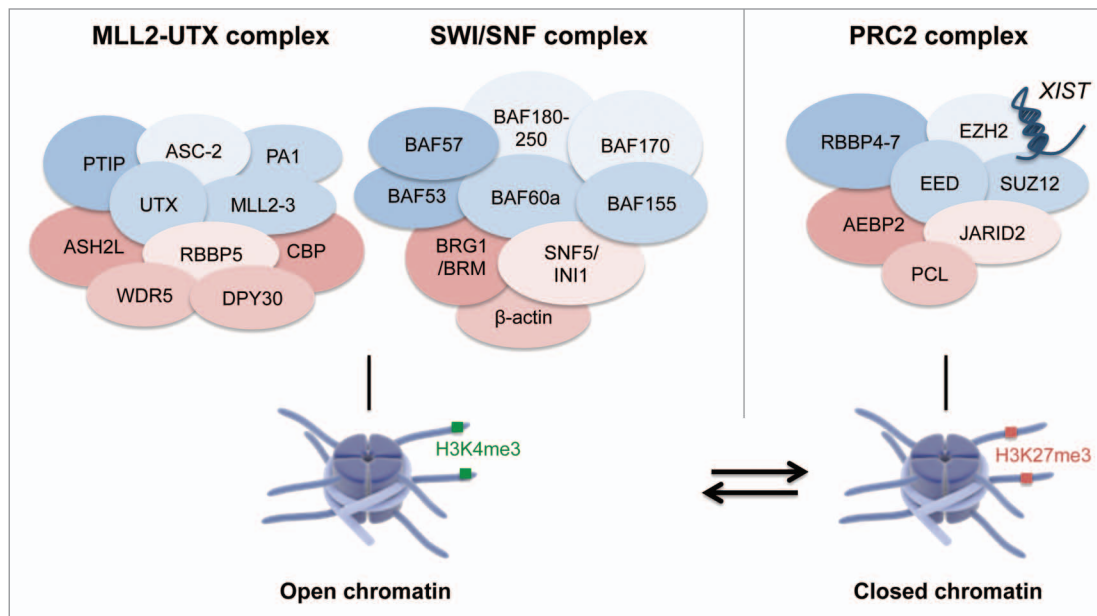 MLL2-UTX complex
SWI/SNF complex
PRC2 complex
PTIP
ASC-2
PA1
UTX
MLL2-3
ASH2L
RBBP5
CBP
WDR5
DPY30
BAF57
BAF180-
250
BAF170
BAF53
BAF60a
BAF155
BRG1
/BRM
SNF5/
INI1
β-actin
XIST
RBBP4-7
EZH2
EED
SUZ12
AEBP2
JARID2
PCL
H3K4me3
H3K27me3
Open chromatin
Closed chromatin